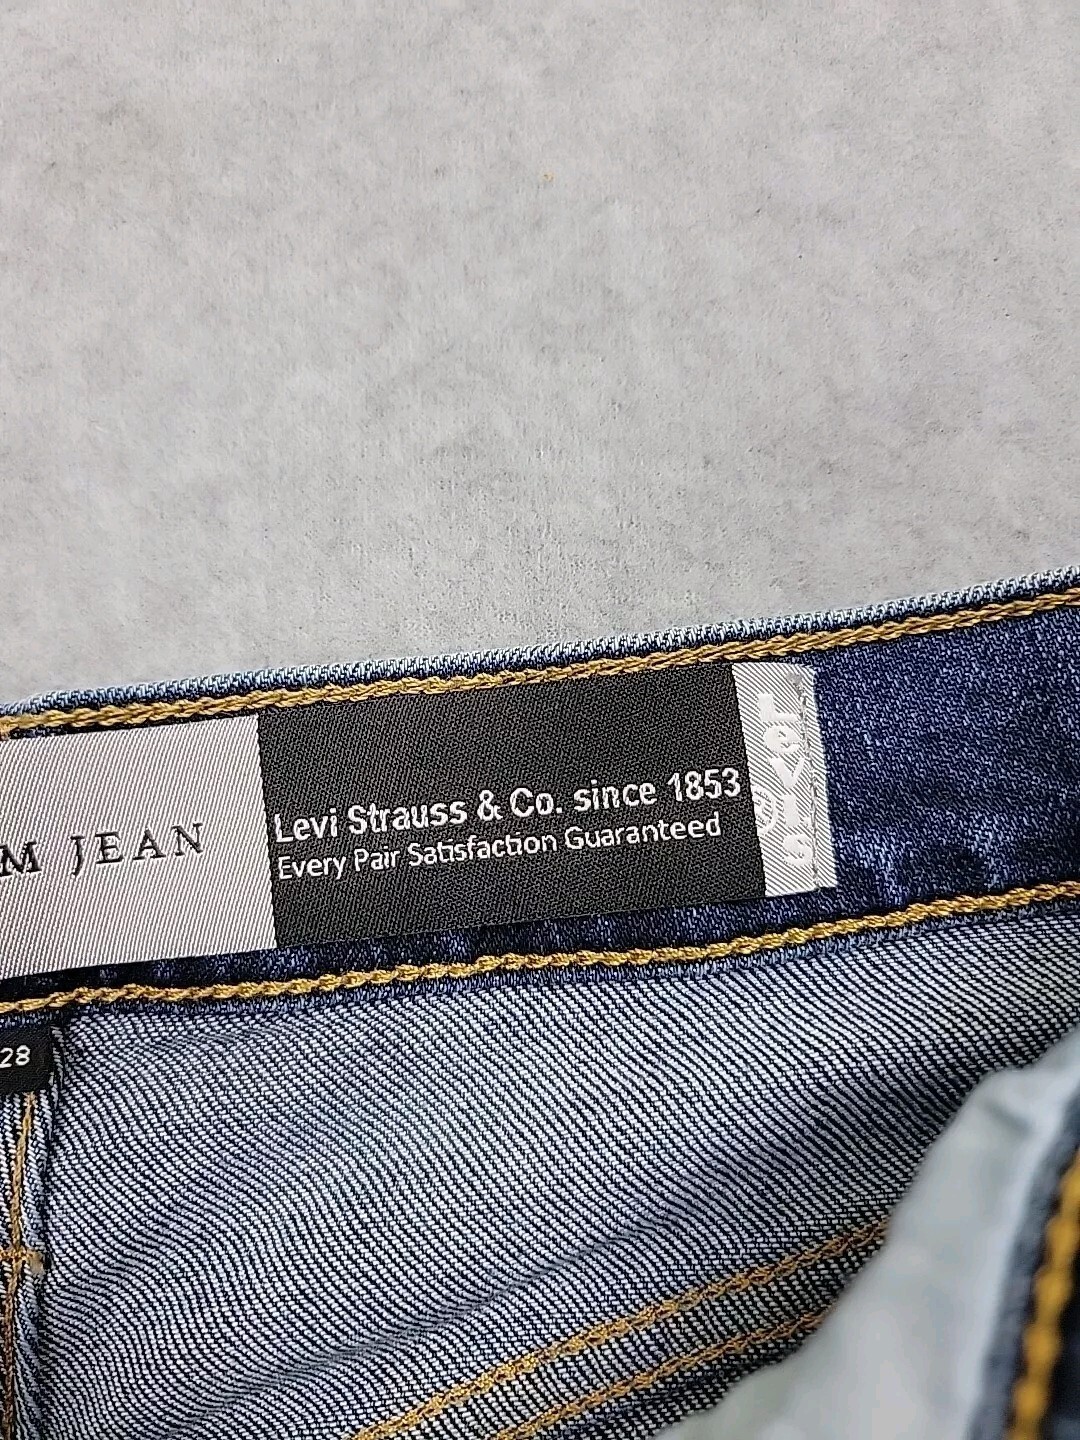 M JEAN
Levi Strauss & Co. since 1853
Every Pair Satisfaction Guaranteed
LEVI'S
28